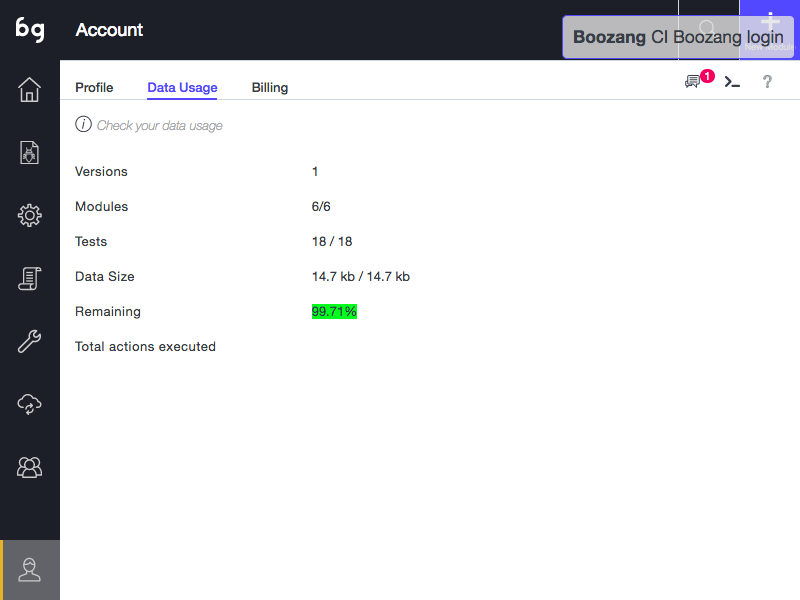 bg
Account
Boozang CI Boozang login
New Module
Profile
Data Usage
Billing
1
?
Check your data usage
Versions 1
Modules 6/6
Tests 18 / 18
Data Size 14.7 kb / 14.7 kb
Remaining 99.71%
Total actions executed